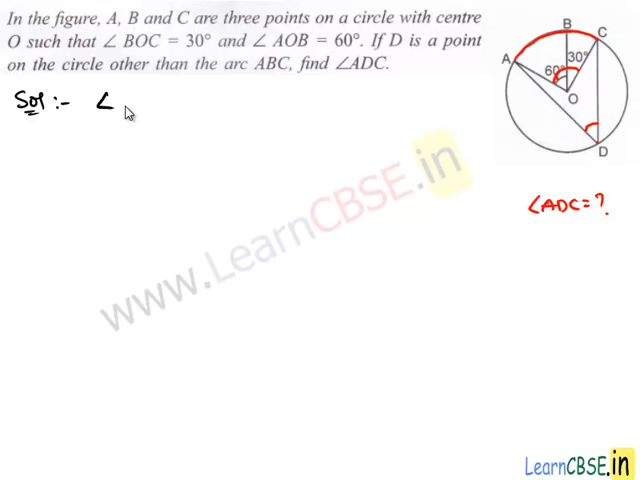 In the figure, A, B and C are three points on a circle with centre
O such that ∠ BOC = 30° and ∠ AOB = 60°. If D is a point
on the circle other than the arc ABC, find ∠ADC.
Sol :- ∠
B
C
A
30°
60°
O
D
∠ADC = ?
www.LearnCBSE.in
LearnCBSE.in